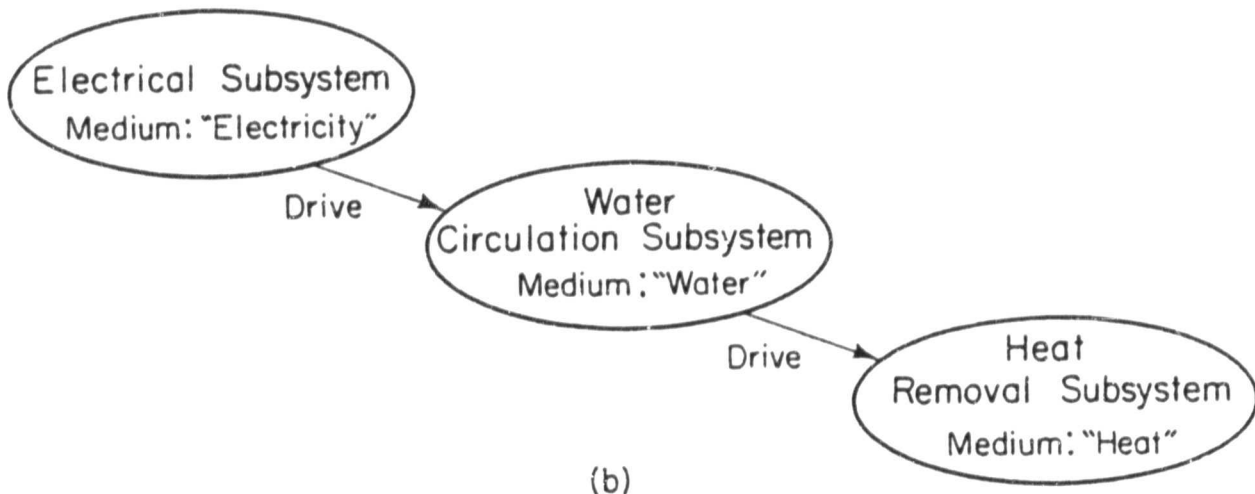 Electrical Subsystem
Medium: "Electricity"
Drive
Water
Circulation Subsystem
Medium: "Water"
Drive
Heat
Removal Subsystem
Medium: "Heat"
(b)